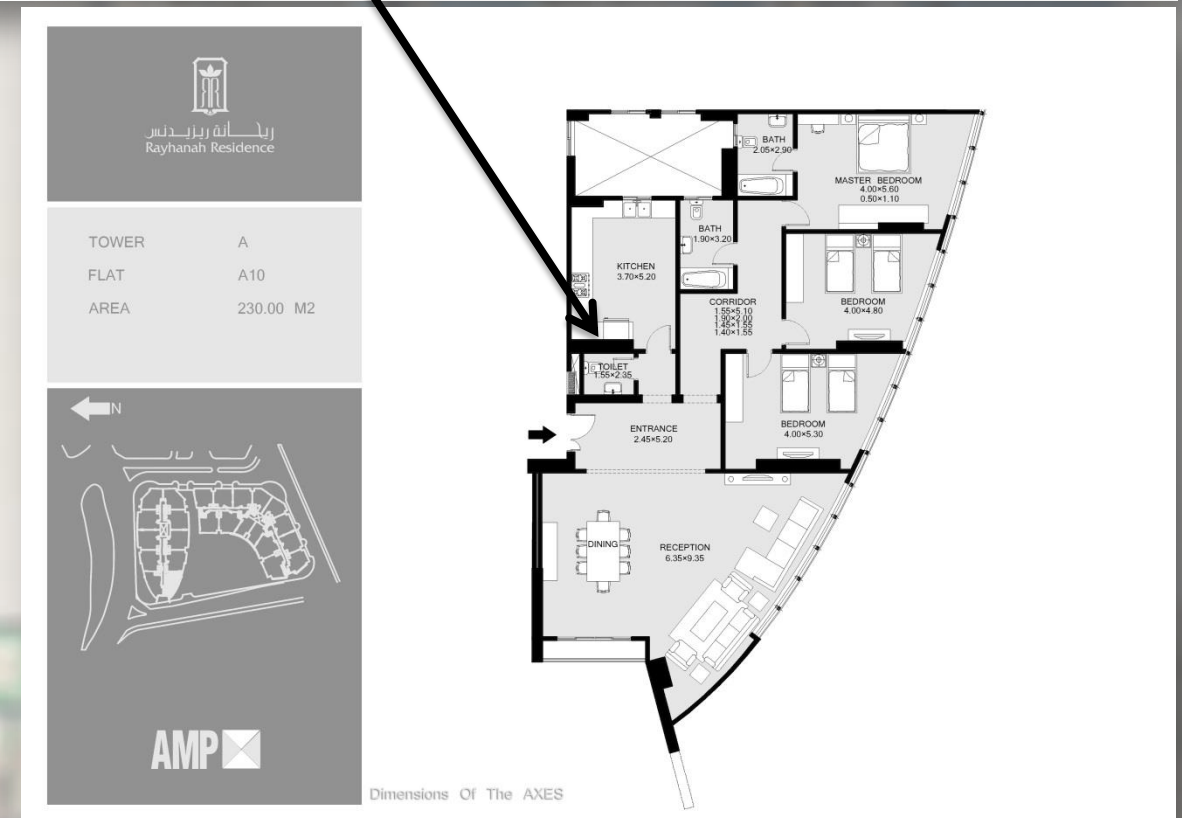 ريحـــانة ريزيـــدنس
Rayhanah Residence
TOWER A
FLAT A10
AREA 230.00 M2
N
AMP
BATH
2.05×2.90
MASTER BEDROOM
4.00×5.60
0.50×1.10
BATH
1.90×3.20
KITCHEN
3.70×5.20
CORRIDOR
1.55×5.10
1.90×2.00
1.45×1.55
1.40×1.55
BEDROOM
4.00×4.80
TOILET
1.55×2.35
ENTRANCE
2.45×5.20
BEDROOM
4.00×5.30
DINING
RECEPTION
6.35×9.35
Dimensions Of The AXES